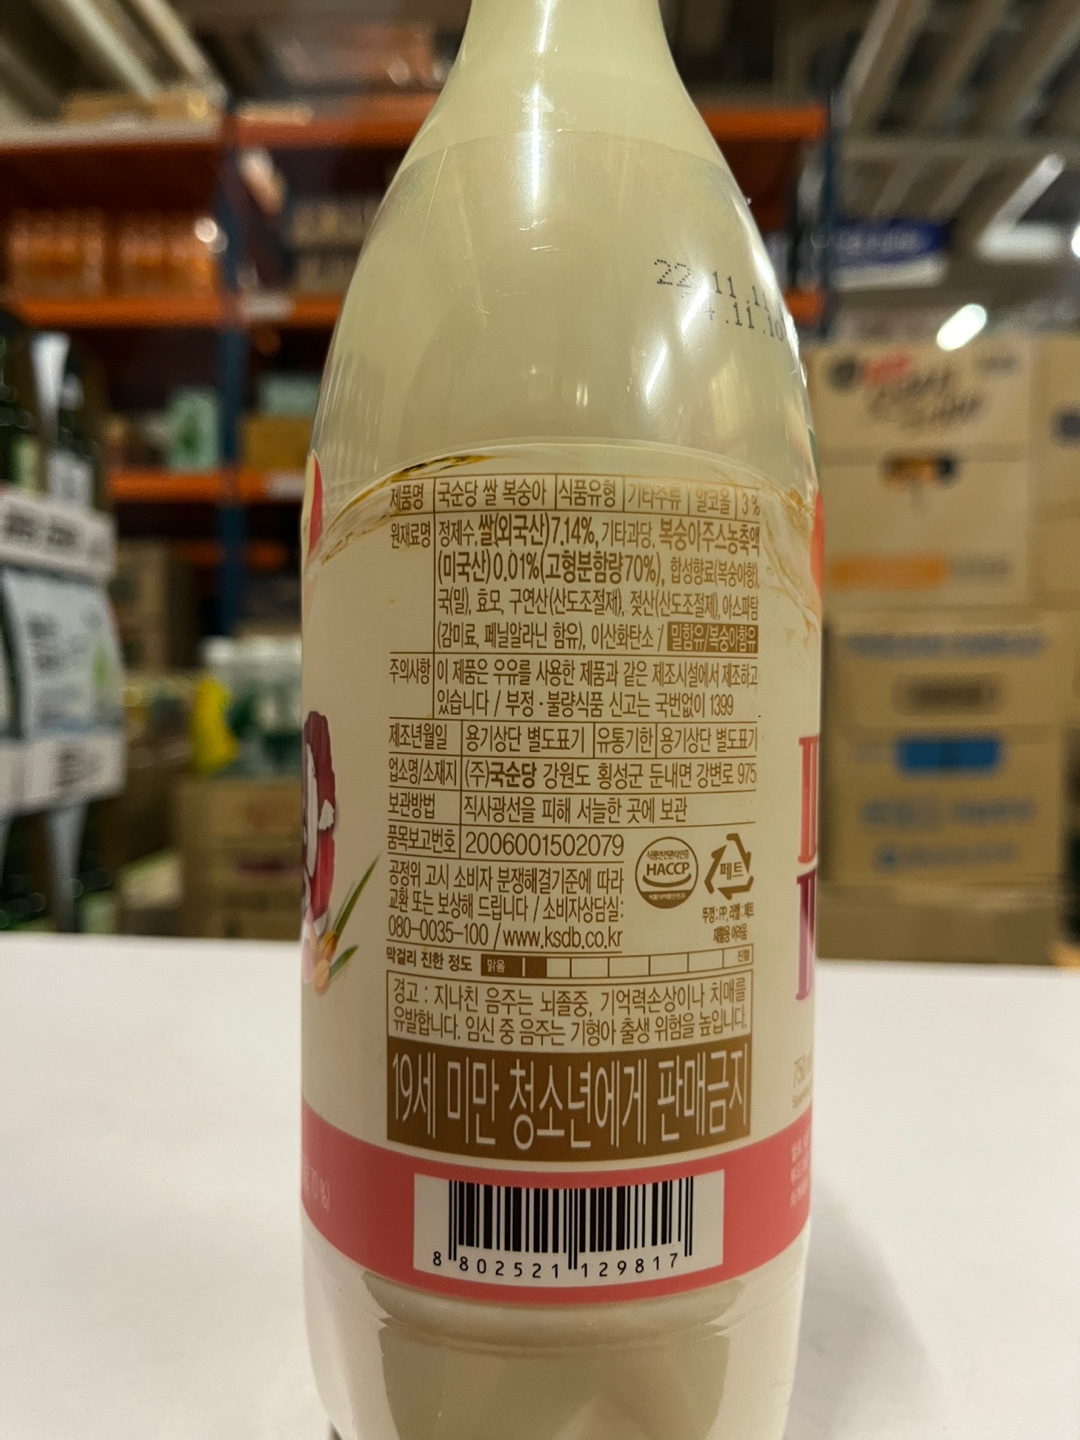 22.11.11
.11.10
제품명 국순당 쌀 복숭아 식품유형 기타주류 알코올 3%
원재료명 정제수, 쌀(외국산)7.14%, 기타과당, 복숭아주스농축액
(미국산)0.01%(고형분함량70%), 합성향료(복숭아향),
국(밀), 효모, 구연산(산도조절제), 젖산(산도조절제), 아스파탐
(감미료, 페닐알라닌 함유), 이산화탄소 / 밀함유/복숭아함유
주의사항 이 제품은 우유를 사용한 제품과 같은 제조시설에서 제조하고
있습니다 / 부정·불량식품 신고는 국번없이 1399
제조년월일 용기상단 별도표기 유통기한 용기상단 별도표기
업소명/소재지 (주)국순당 강원도 횡성군 둔내면 강변로 975
보관방법 직사광선을 피해 서늘한 곳에 보관
품목보고번호 2006001502079
공정위 고시 소비자 분쟁해결기준에 따라
교환 또는 보상해 드립니다 / 소비자상담실:
080-0035-100 / www.ksdb.co.kr
HACCP
페트
뚜껑:PP, 라벨:페트
재활용 어려움
막걸리 진한 정도 맑음 진함
경고 : 지나친 음주는 뇌졸중, 기억력손상이나 치매를
유발합니다. 임신 중 음주는 기형아 출생 위험을 높입니다.
19세 미만 청소년에게 판매금지
8 802521 129817